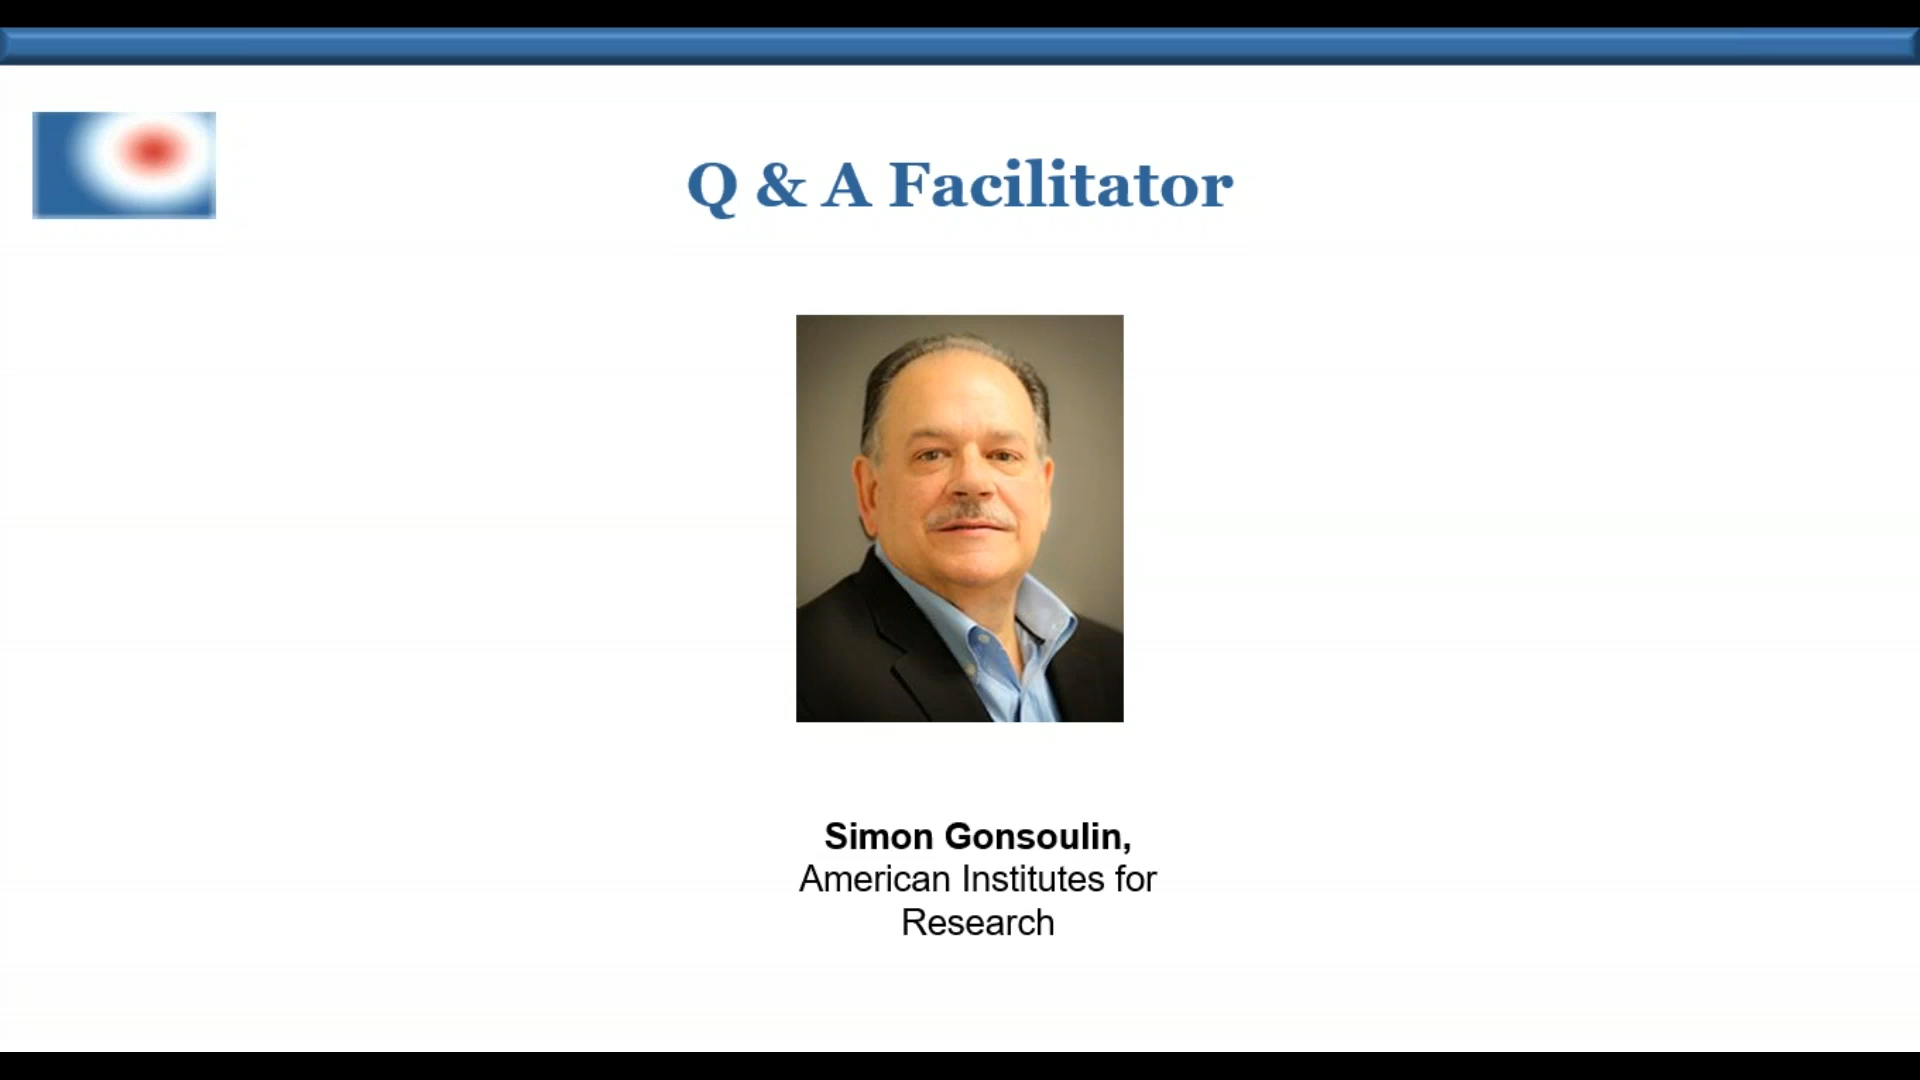 Q & A Facilitator
Simon Gonsoulin,
American Institutes for
Research